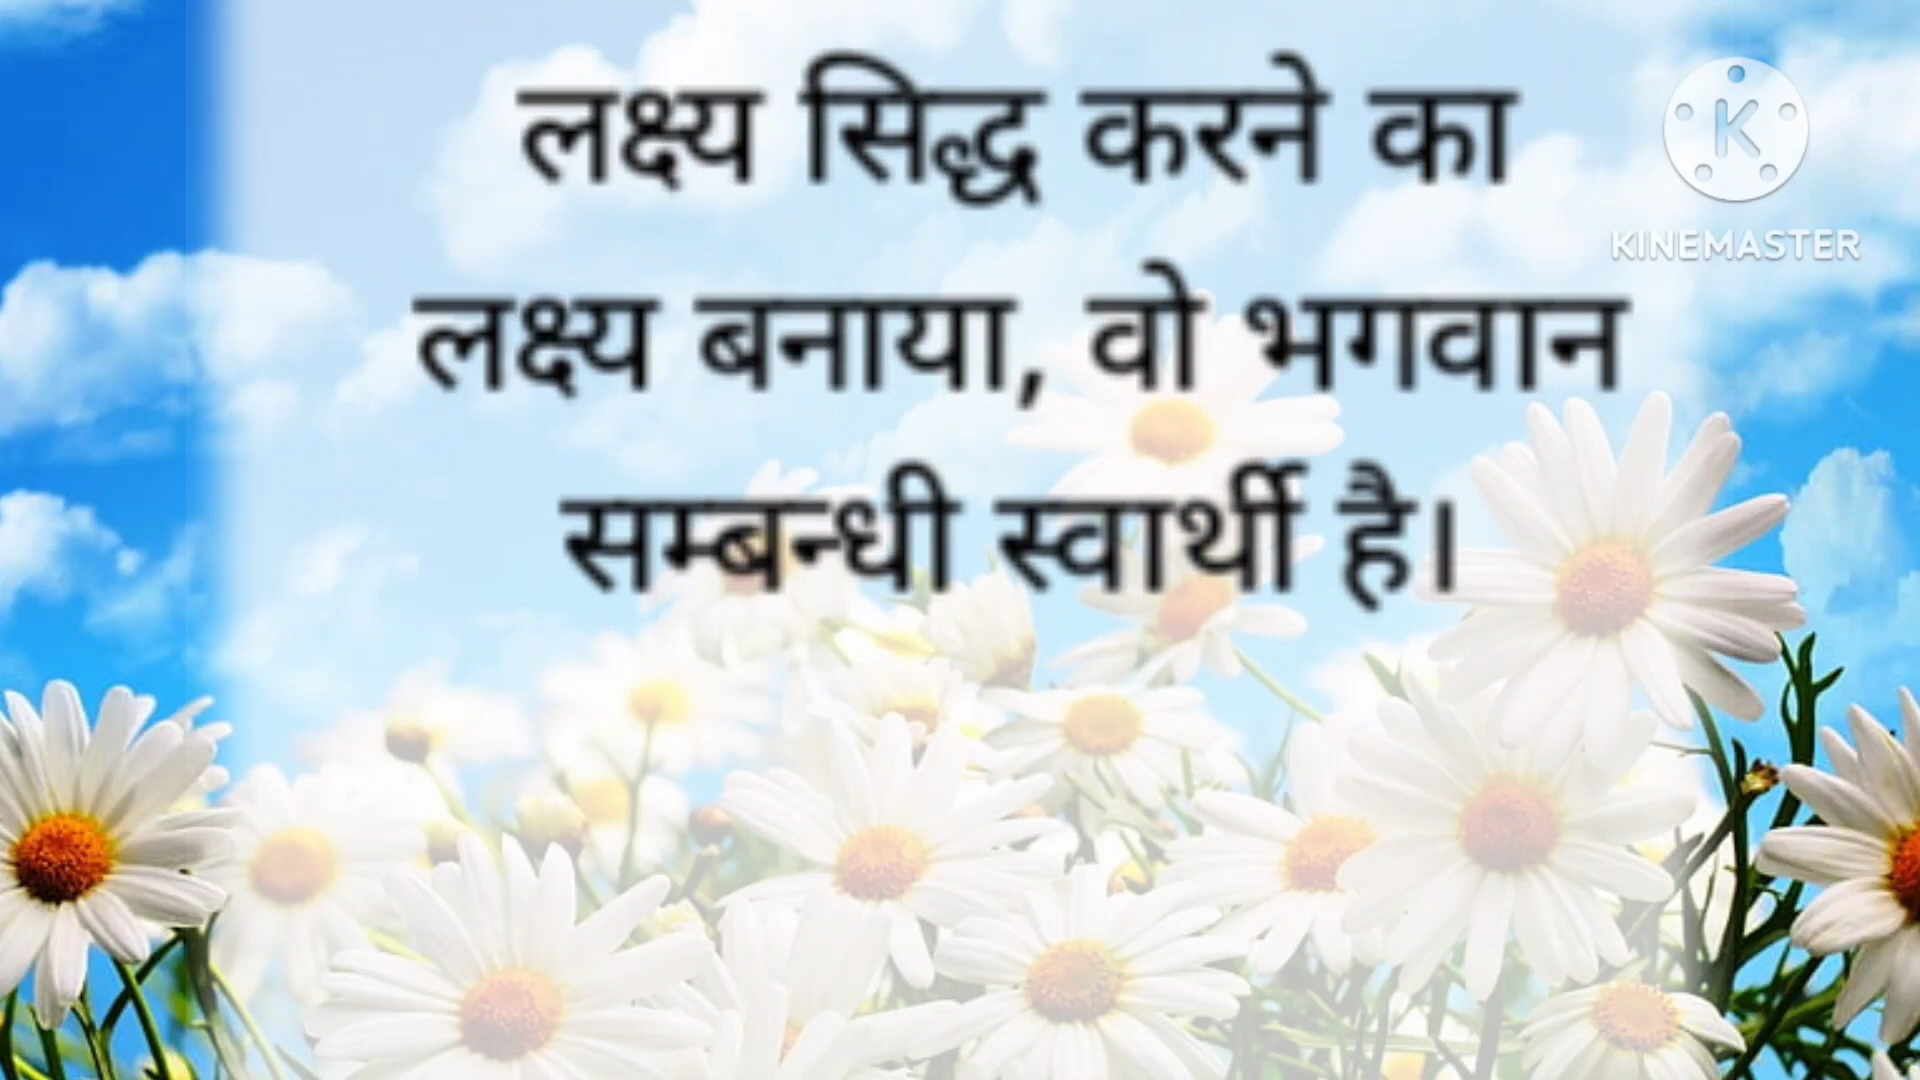 लक्ष्य सिद्ध करने का
लक्ष्य बनाया, वो भगवान
सम्बन्धी स्वार्थी है।
KINEMASTER